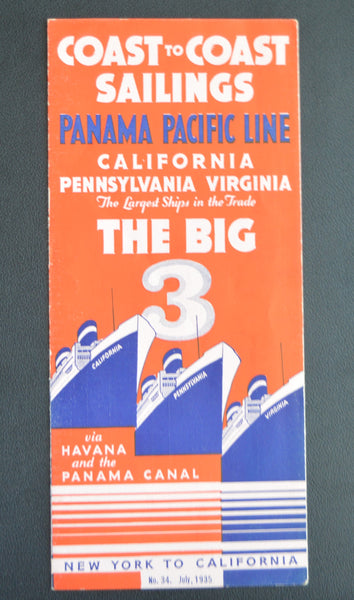 COAST TO COAST
SAILINGS
PANAMA PACIFIC LINE
CALIFORNIA
PENNSYLVANIA VIRGINIA
The Largest Ships in the Trade
THE BIG
3
CALIFORNIA
PENNSYLVANIA
VIRGINIA
via
HAVANA
and the
PANAMA CANAL
NEW YORK TO CALIFORNIA
No. 34. July, 1935